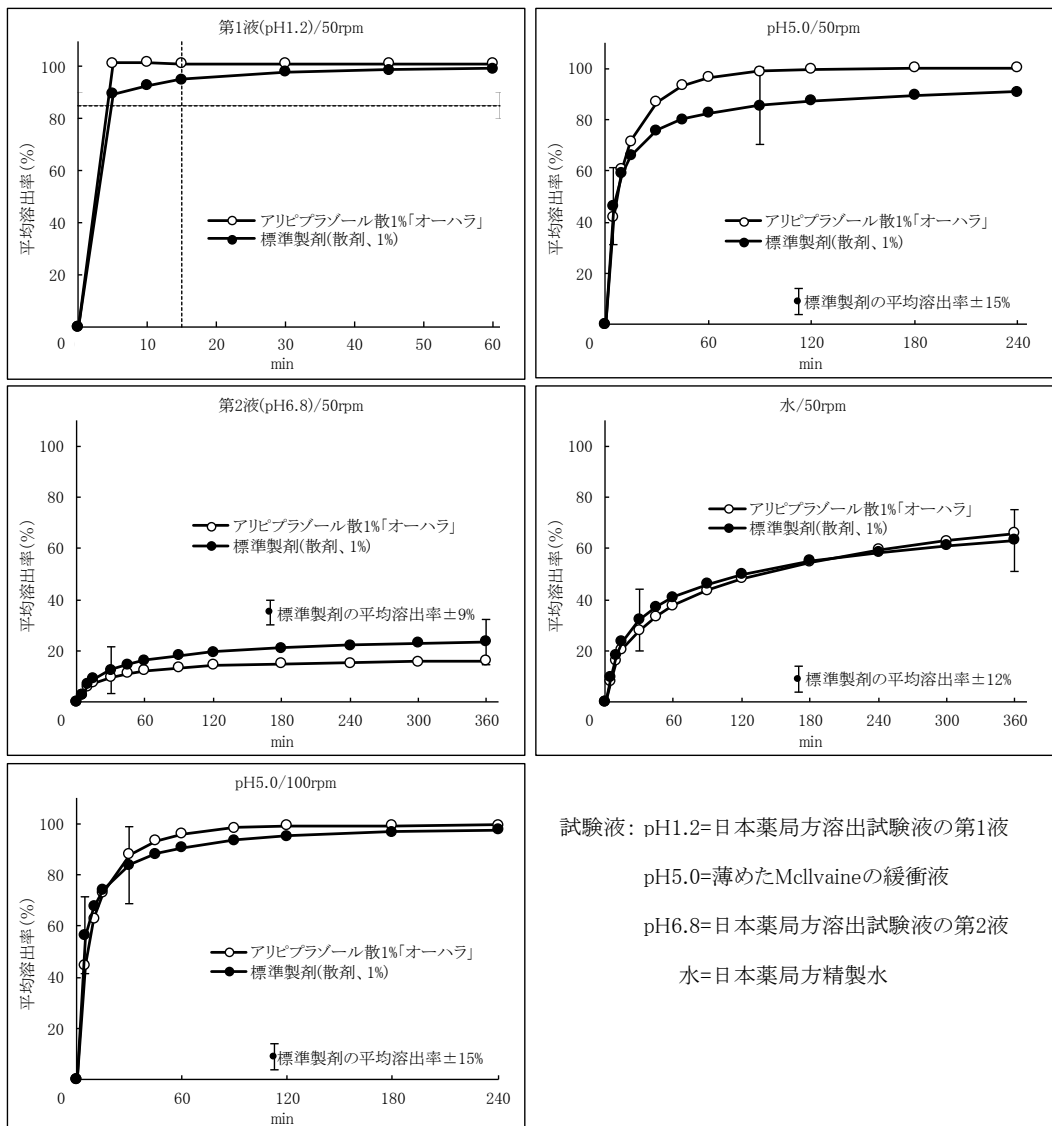 第1液(pH1.2)/50rpm
平均溶出率(%)
100
80
60
40
20
0
10
20
30
40
50
60
min
アリピプラゾール散1%「オーハラ」
標準製剤(散剤、1%)
pH5.0/50rpm
平均溶出率(%)
100
80
60
40
20
0
60
120
180
240
min
アリピプラゾール散1%「オーハラ」
標準製剤(散剤、1%)
標準製剤の平均溶出率±15%
第2液(pH6.8)/50rpm
平均溶出率(%)
100
80
60
40
20
0
60
120
180
240
300
360
min
アリピプラゾール散1%「オーハラ」
標準製剤(散剤、1%)
標準製剤の平均溶出率±9%
水/50rpm
平均溶出率(%)
100
80
60
40
20
0
60
120
180
240
300
360
min
アリピプラゾール散1%「オーハラ」
標準製剤(散剤、1%)
標準製剤の平均溶出率±12%
pH5.0/100rpm
平均溶出率(%)
100
80
60
40
20
0
60
120
180
240
min
アリピプラゾール散1%「オーハラ」
標準製剤(散剤、1%)
標準製剤の平均溶出率±15%
試験液: pH1.2=日本薬局方溶出試験液の第1液
pH5.0=薄めたMcllvaineの緩衝液
pH6.8=日本薬局方溶出試験液の第2液
水=日本薬局方精製水